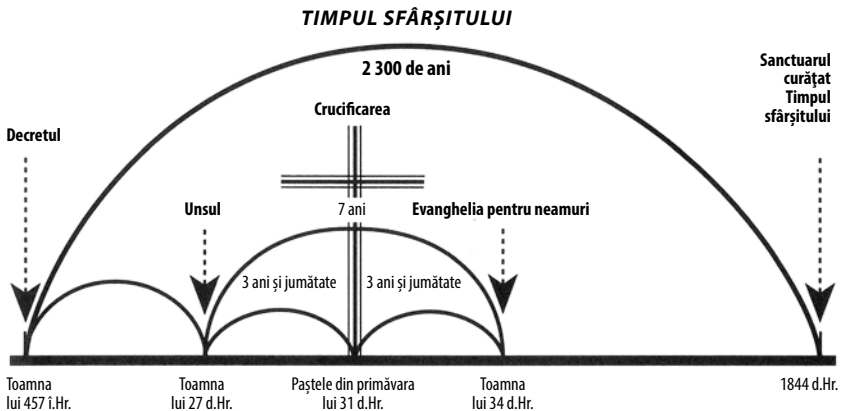 TIMPUL SFÂRȘITULUI
2 300 de ani
Sanctuarul
curăţat
Timpul
sfârșitului
Crucificarea
Decretul
Unsul
7 ani
Evanghelia pentru neamuri
3 ani și jumătate
3 ani și jumătate
Toamna
lui 457 î.Hr.
Toamna
lui 27 d.Hr.
Paștele din primăvara
lui 31 d.Hr.
Toamna
lui 34 d.Hr.
1844 d.Hr.